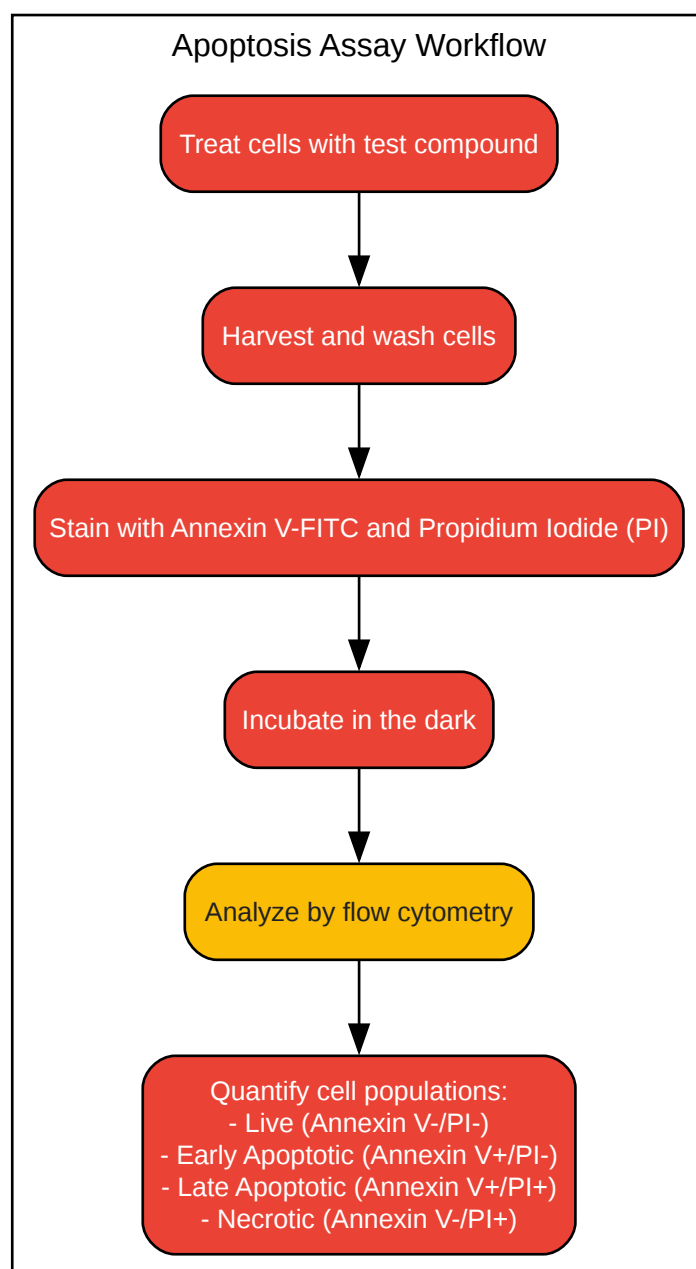 Apoptosis Assay Workflow
Treat cells with test compound
Harvest and wash cells
Stain with Annexin V-FITC and Propidium Iodide (PI)
Incubate in the dark
Analyze by flow cytometry
Quantify cell populations:
- Live (Annexin V-/PI-)
- Early Apoptotic (Annexin V+/PI-)
- Late Apoptotic (Annexin V+/PI+)
- Necrotic (Annexin V-/PI+)